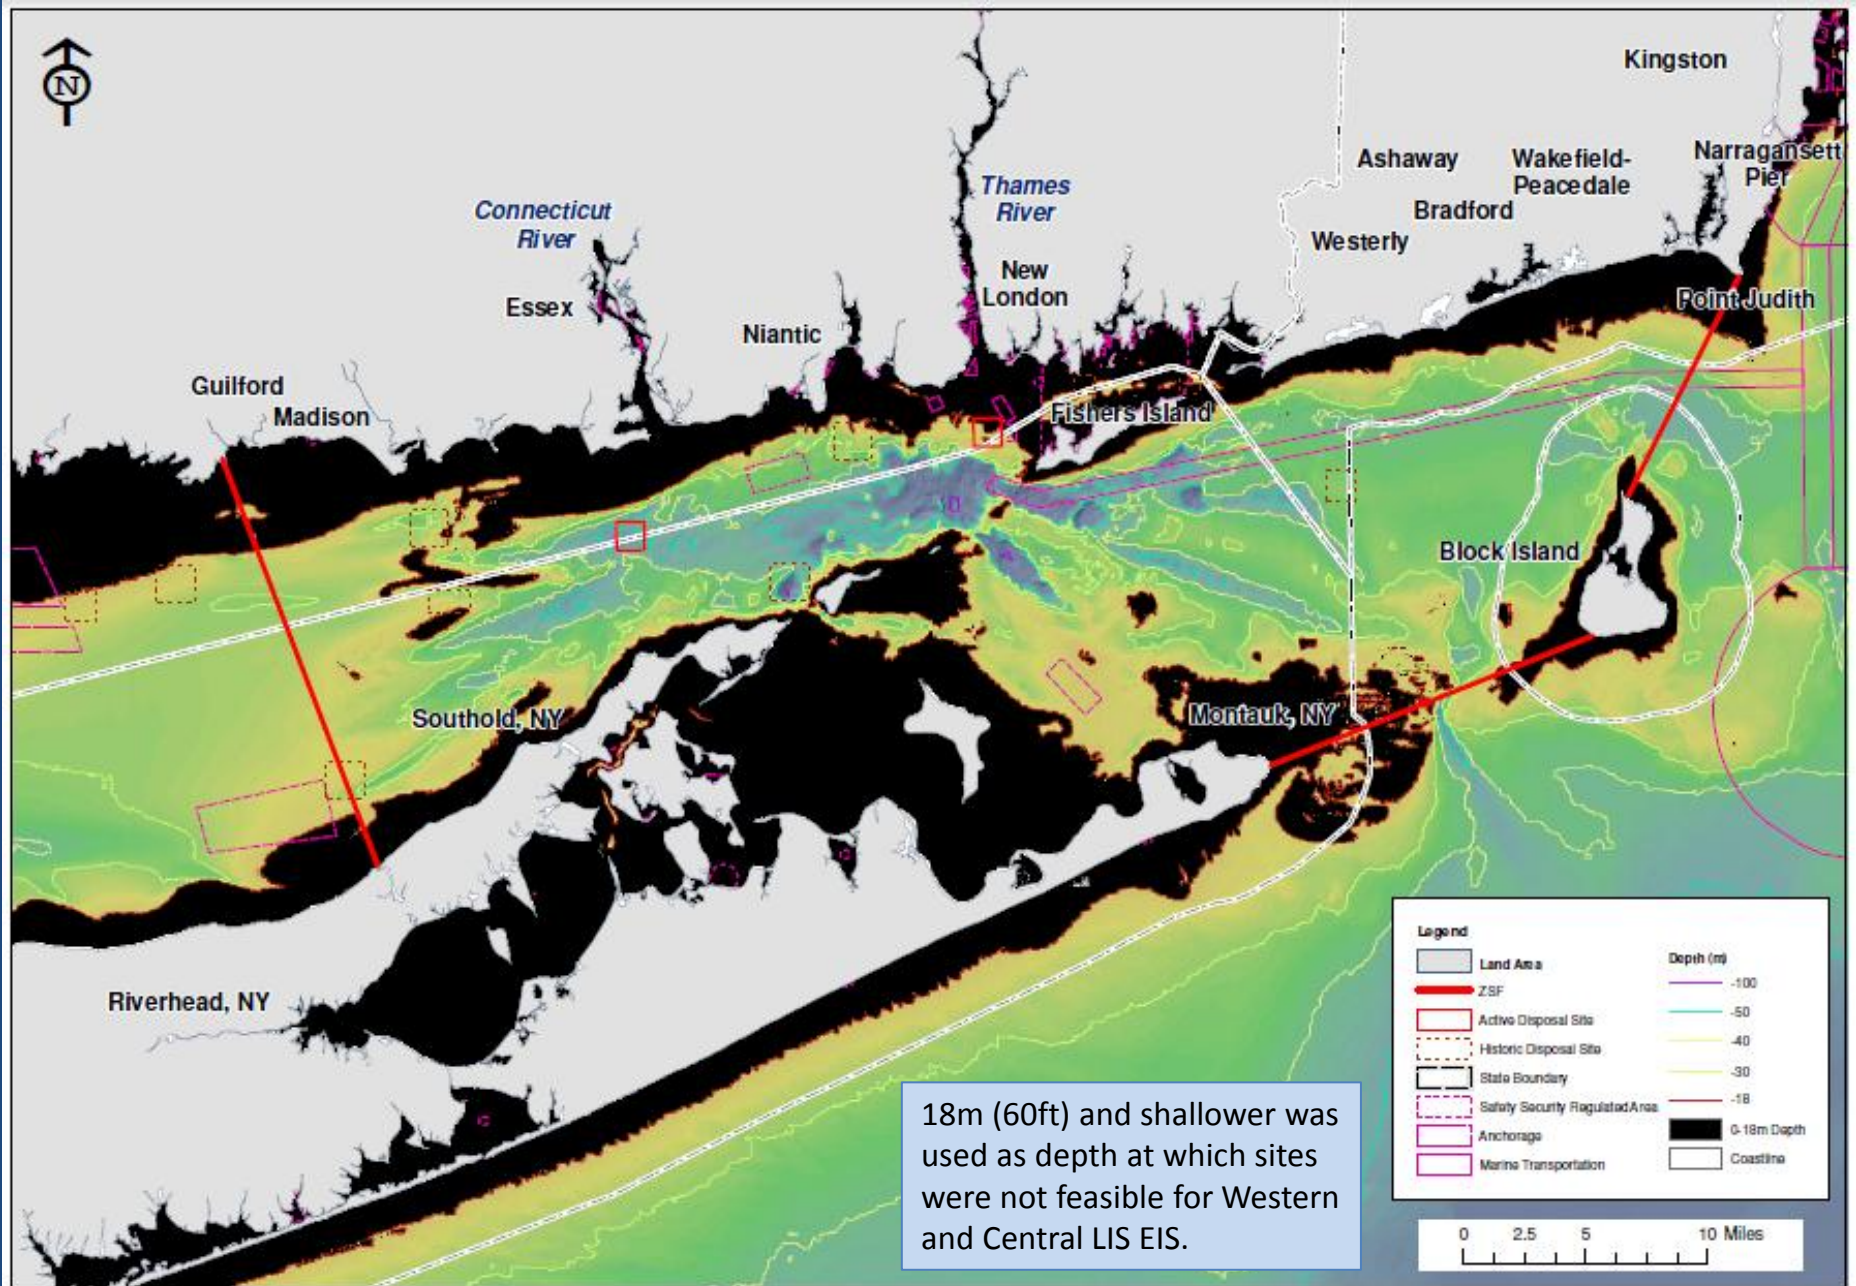 N
Kingston
Ashaway
Wakefield-
Peacedale
Narragansett
Pier
Connecticut
River
Thames
River
Bradford
Westerly
Essex
New
London
Niantic
Point Judith
Guilford
Madison
Fishers Island
Block Island
Southold, NY
Montauk, NY
Riverhead, NY
18m (60ft) and shallower was
used as depth at which sites
were not feasible for Western
and Central LIS EIS.
Legend
Land Area
ZSF
Active Disposal Site
Historic Disposal Site
State Boundary
Safety Security Regulated Area
Anchorage
Marine Transportation
Depth (m)
-100
-50
-40
-30
-18
0-18m Depth
Coastline
0 2.5 5 10 Miles